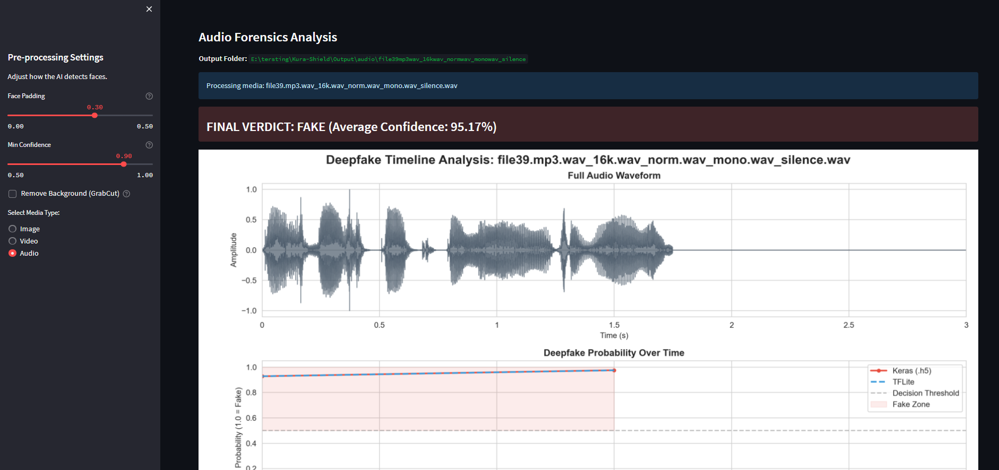 ×
Pre-processing Settings
Adjust how the AI detects faces.
Face Padding
0.30
0.00 0.50
Min Confidence
0.90
0.50 1.00
Remove Background (GrabCut)
Select Media Type:
Image
Video
Audio
Audio Forensics Analysis
Output Folder: E:\tersting\Kura-Shield\Output\audio\file39mp3wav_16kwav_normwav_monowav_silence
Processing media: file39.mp3.wav_16k.wav_norm.wav_mono.wav_silence.wav
FINAL VERDICT: FAKE (Average Confidence: 95.17%)
Deepfake Timeline Analysis: file39.mp3.wav_16k.wav_norm.wav_mono.wav_silence.wav
Full Audio Waveform
Amplitude
1.0
0.5
0.0
−0.5
−1.0
0 0.5 1 1.5 2 2.5 3
Time (s)
Deepfake Probability Over Time
Probability (1.0 = Fake)
1.0
0.8
0.6
0.4
0.2
Keras (.h5)
TFLite
Decision Threshold
Fake Zone